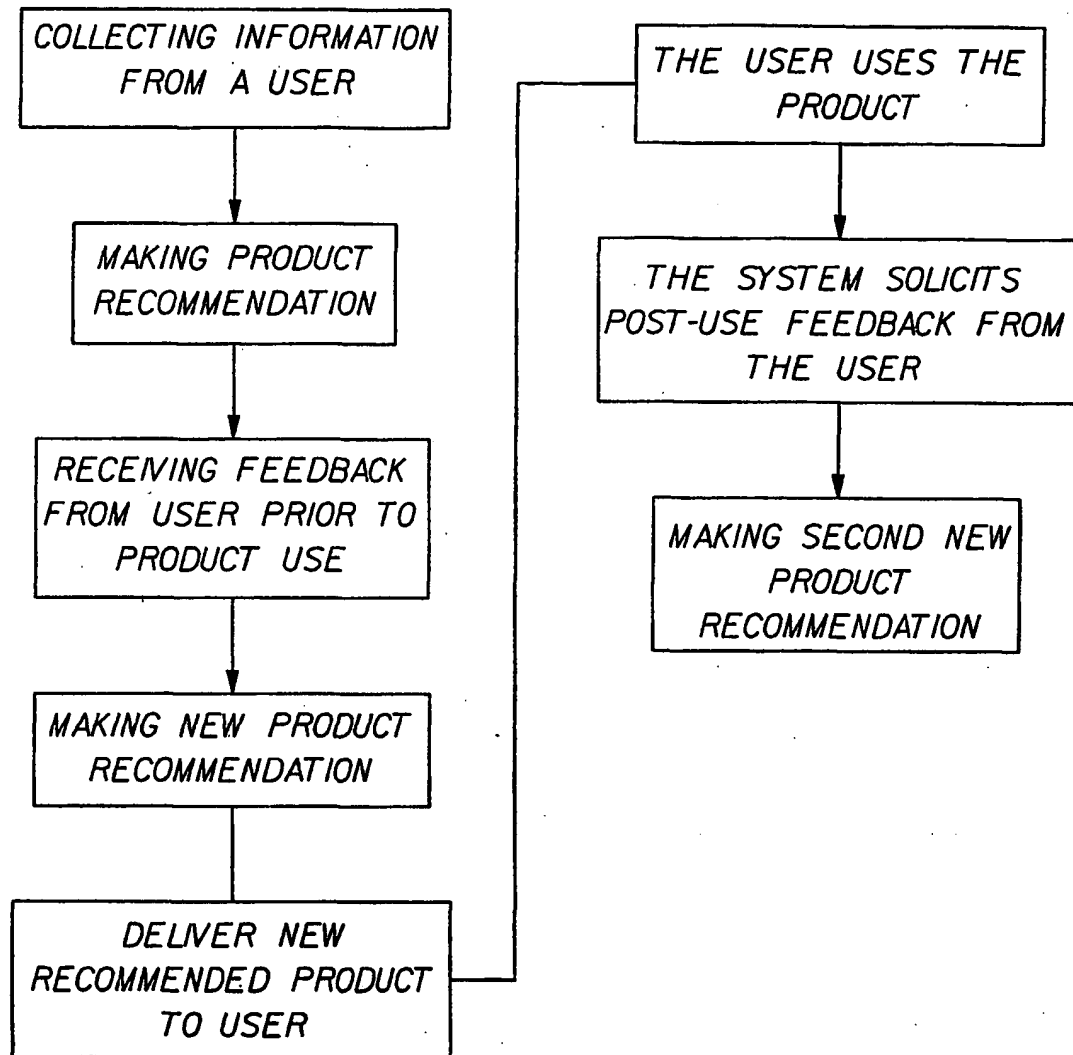 COLLECTING INFORMATION
FROM A USER
MAKING PRODUCT
RECOMMENDATION
RECEIVING FEEDBACK
FROM USER PRIOR TO
PRODUCT USE
MAKING NEW PRODUCT
RECOMMENDATION
DELIVER NEW
RECOMMENDED PRODUCT
TO USER
THE USER USES THE
PRODUCT
THE SYSTEM SOLICITS
POST-USE FEEDBACK FROM
THE USER
MAKING SECOND NEW
PRODUCT
RECOMMENDATION